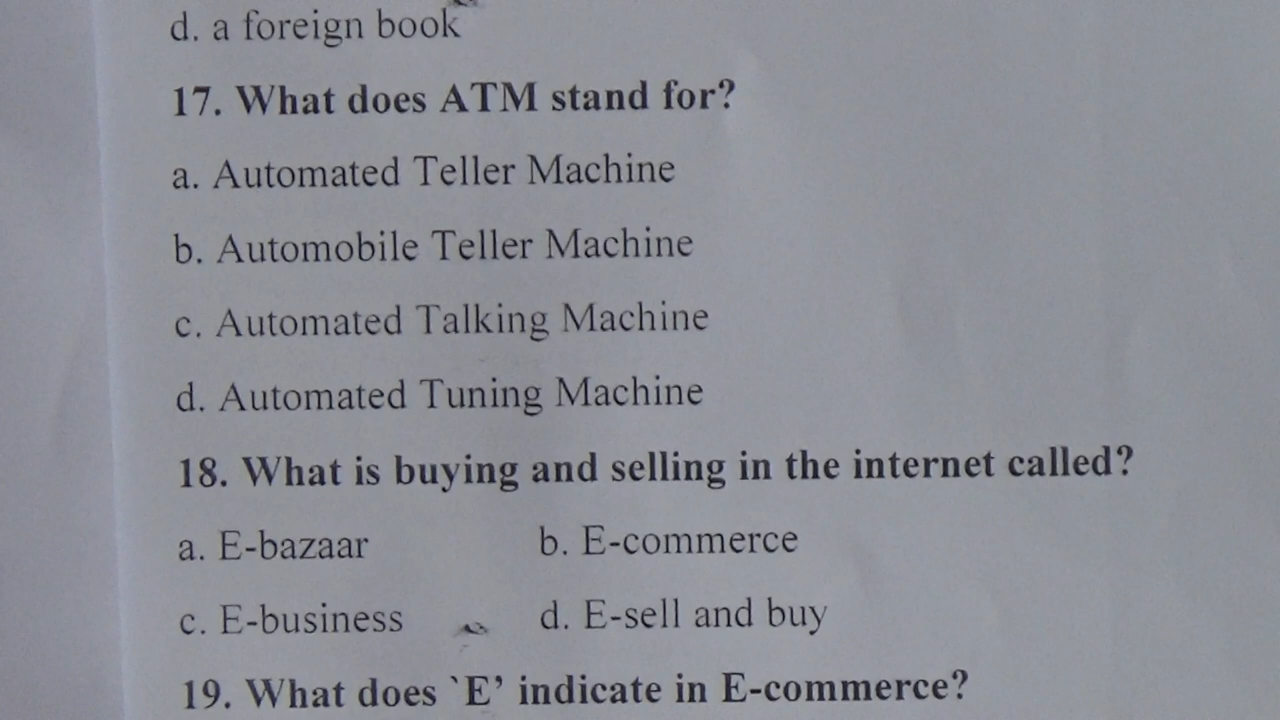 d. a foreign book
17. What does ATM stand for?
a. Automated Teller Machine
b. Automobile Teller Machine
c. Automated Talking Machine
d. Automated Tuning Machine
18. What is buying and selling in the internet called?
a. E-bazaar b. E-commerce
c. E-business d. E-sell and buy
19. What does `E’ indicate in E-commerce?